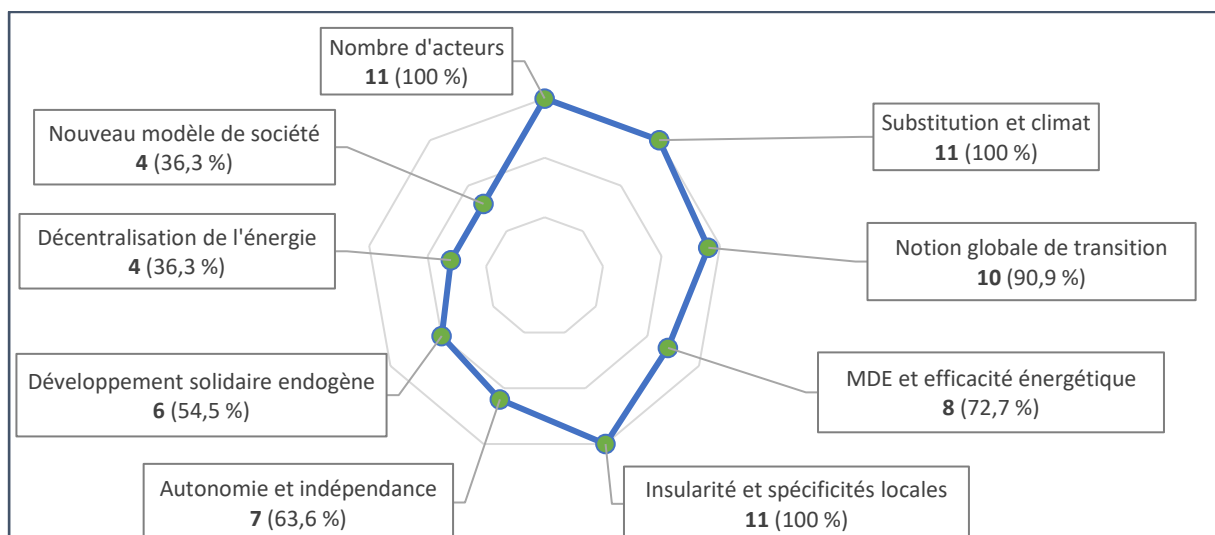 Nombre d'acteurs
11 (100 %)
Substitution et climat
11 (100 %)
Notion globale de transition
10 (90,9 %)
MDE et efficacité énergétique
8 (72,7 %)
Insularité et spécificités locales
11 (100 %)
Autonomie et indépendance
7 (63,6 %)
Développement solidaire endogène
6 (54,5 %)
Décentralisation de l'énergie
4 (36,3 %)
Nouveau modèle de société
4 (36,3 %)